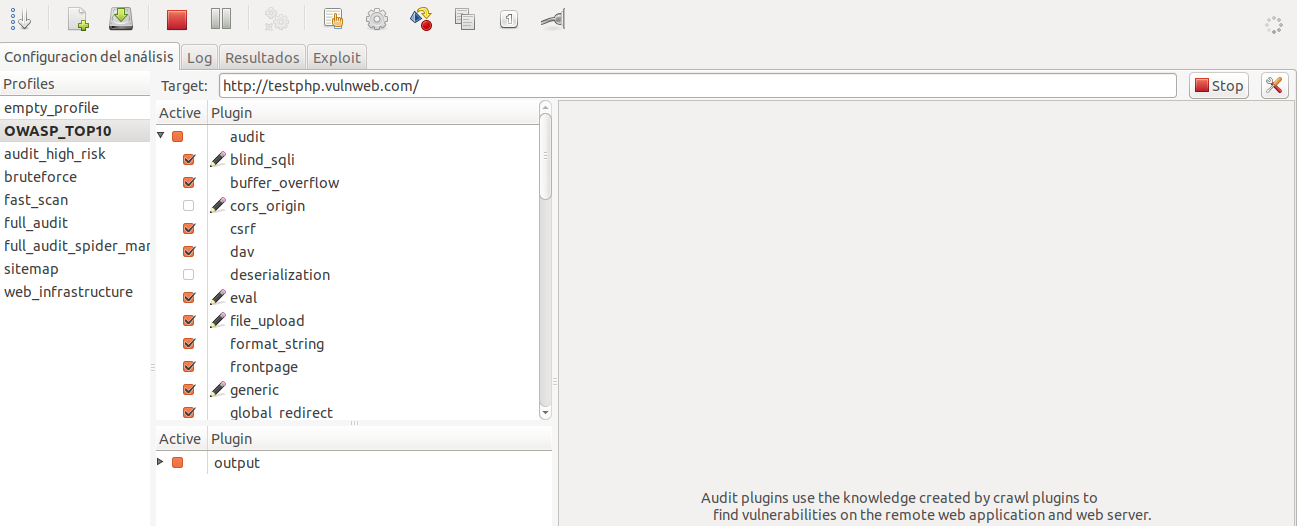 1
Configuracion del análisis Log Resultados Exploit
Profiles
empty_profile
OWASP_TOP10
audit_high_risk
bruteforce
fast_scan
full_audit
full_audit_spider_mar
sitemap
web_infrastructure
Target: http://testphp.vulnweb.com/ Stop
Active Plugin
audit
blind_sqli
buffer_overflow
cors_origin
csrf
dav
deserialization
eval
file_upload
format_string
frontpage
generic
global_redirect
Active Plugin
output
Audit plugins use the knowledge created by crawl plugins to
find vulnerabilities on the remote web application and web server.